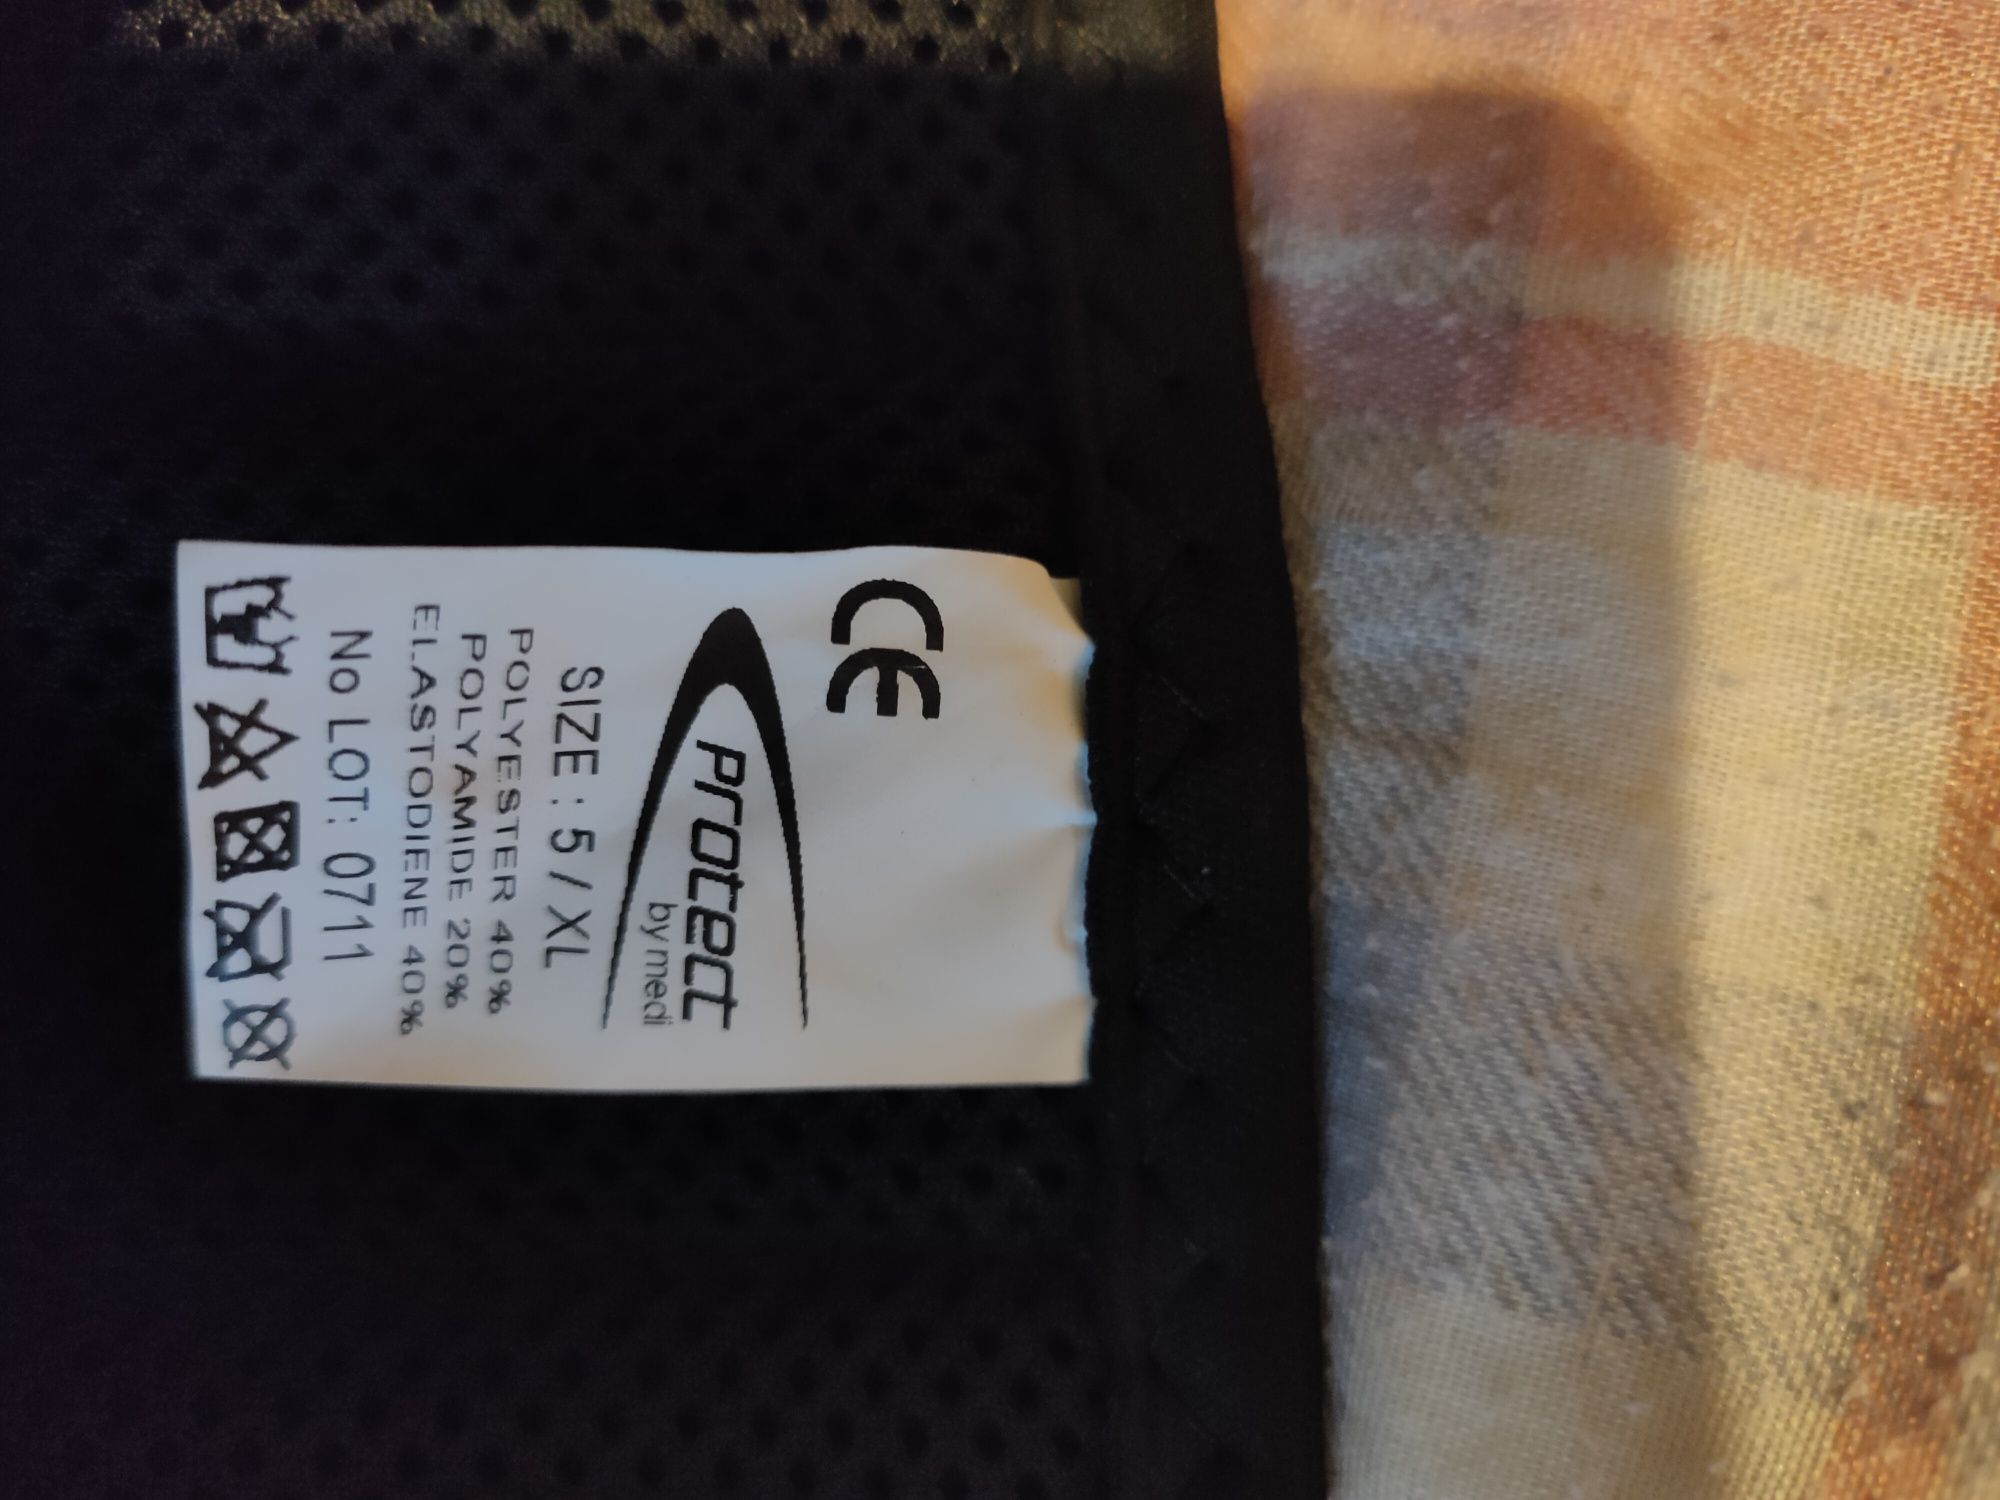 CE
protect
by medi
SIZE : 5 / XL
POLYESTER 40%
POLYAMIDE 20%
ELASTODIENE 40%
No LOT: 0711